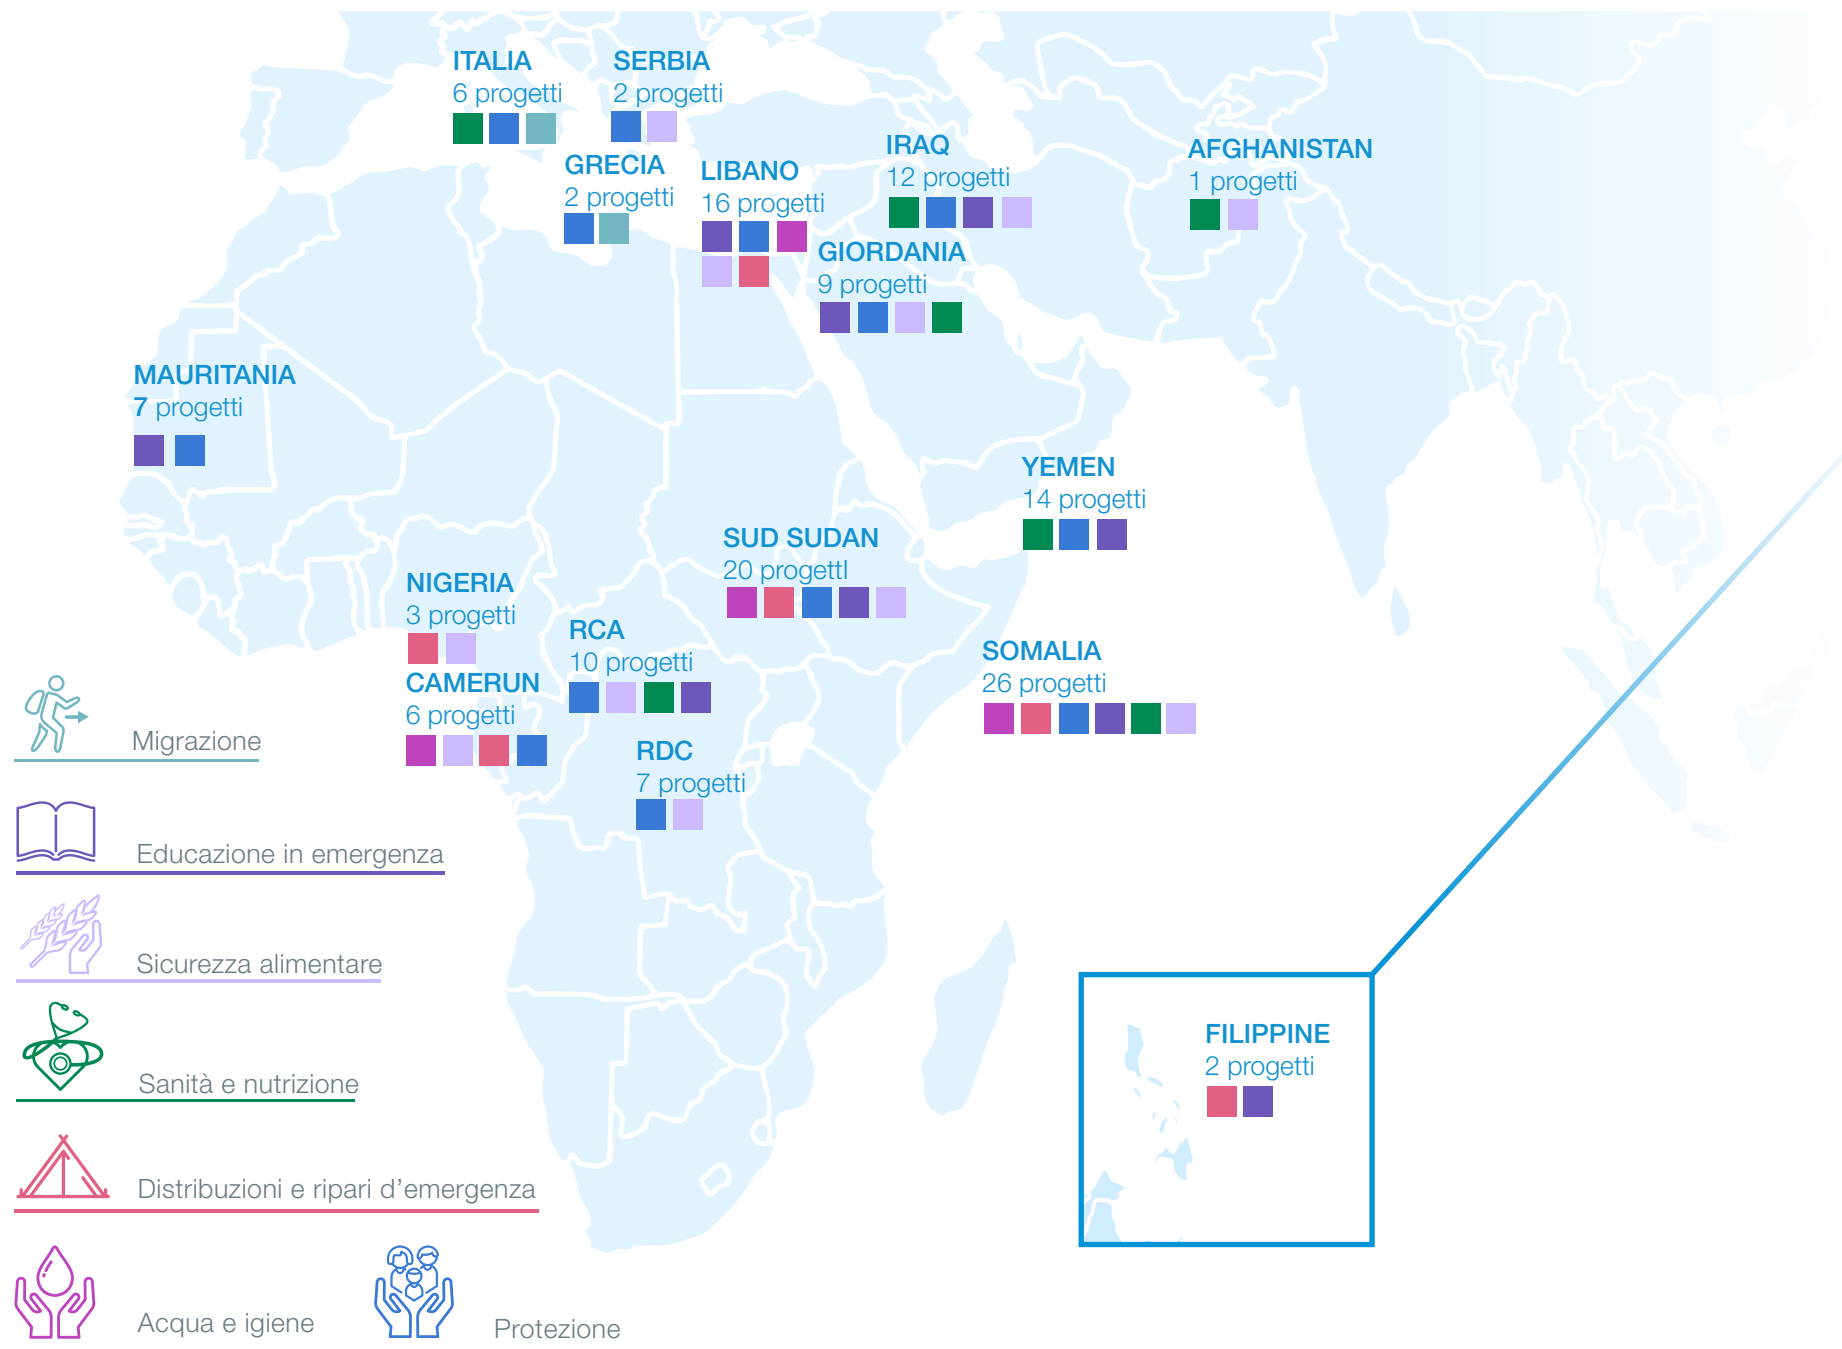 ITALIA
6 progetti
SERBIA
2 progetti
GRECIA
2 progetti
LIBANO
16 progetti
IRAQ
12 progetti
AFGHANISTAN
1 progetti
GIORDANIA
9 progetti
MAURITANIA
7 progetti
YEMEN
14 progetti
SUD SUDAN
20 progettI
NIGERIA
3 progetti
RCA
10 progetti
SOMALIA
26 progetti
CAMERUN
6 progetti
RDC
7 progetti
Migrazione
Educazione in emergenza
Sicurezza alimentare
Sanità e nutrizione
Distribuzioni e ripari d’emergenza
Acqua e igiene
Protezione
FILIPPINE
2 progetti